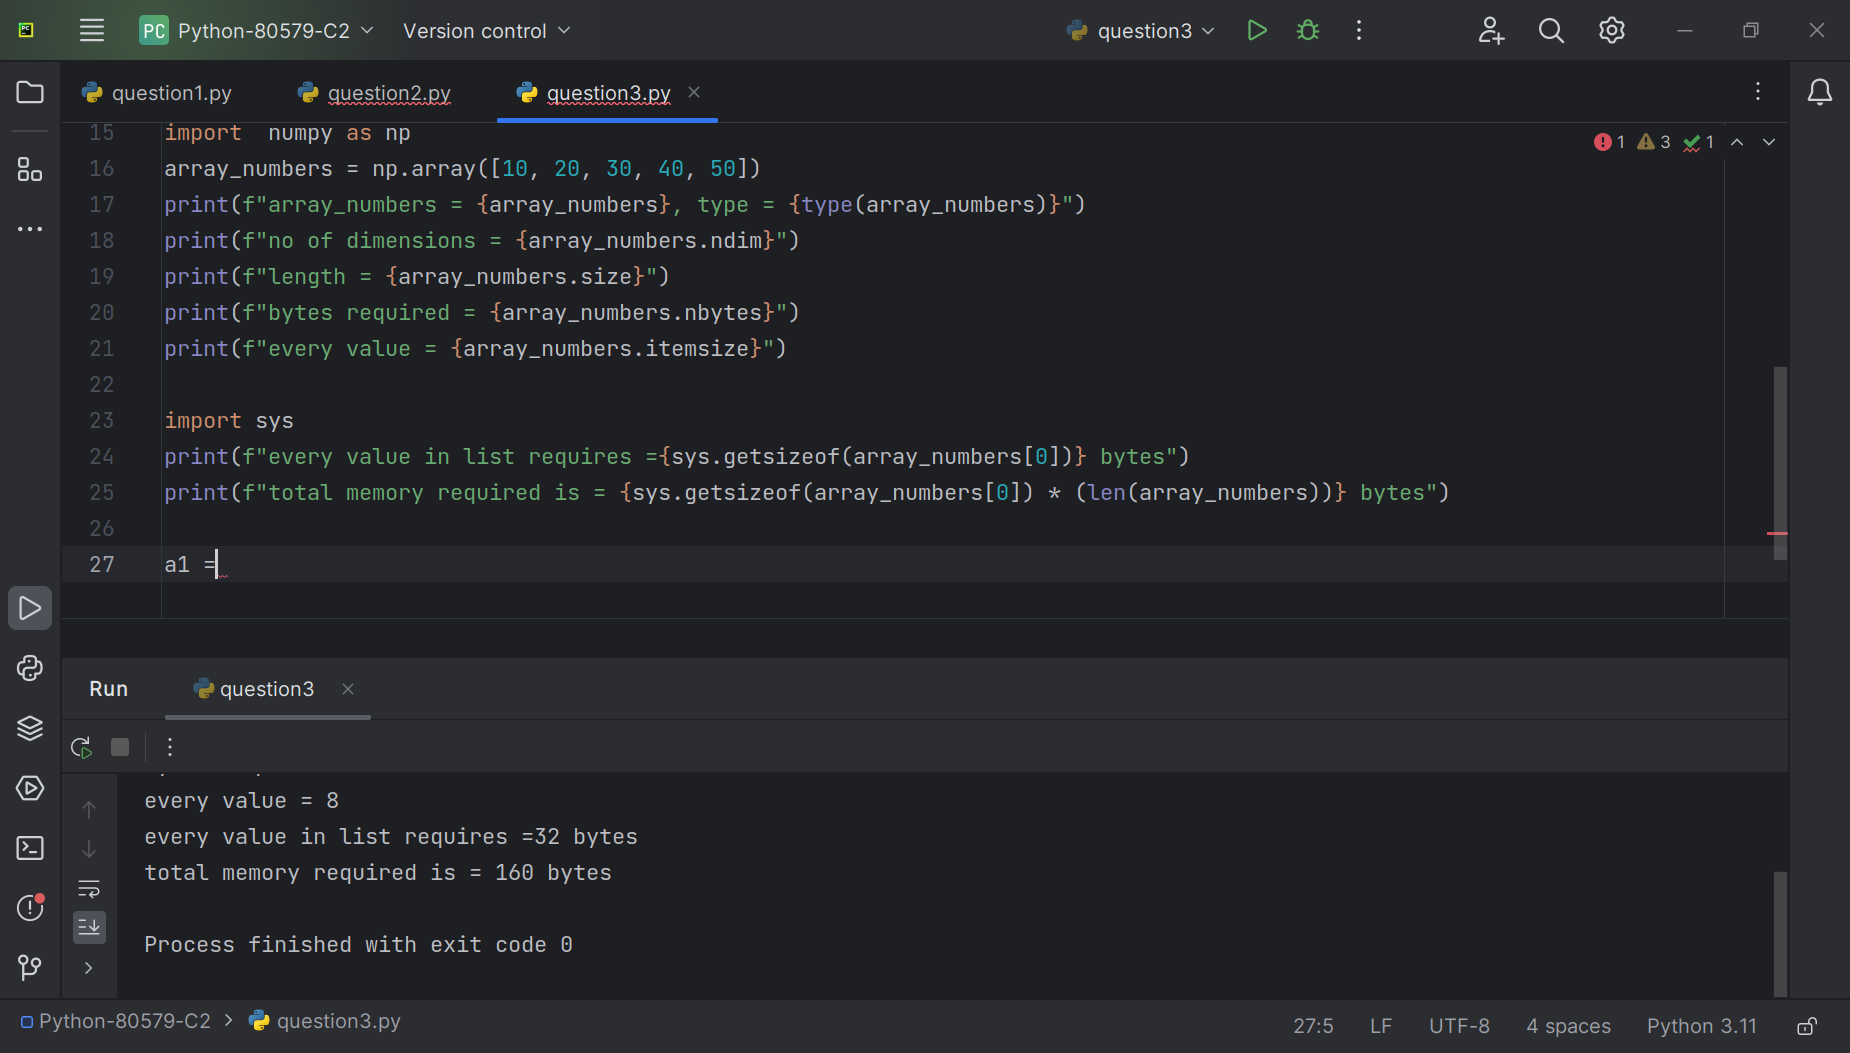 PC Python-80579-C2 Version control question3
question1.py question2.py question3.py
15 import  numpy as np
1 3 1
16 array_numbers = np.array([10, 20, 30, 40, 50])
17 print(f"array_numbers = {array_numbers}, type = {type(array_numbers)}")
18 print(f"no of dimensions = {array_numbers.ndim}")
19 print(f"length = {array_numbers.size}")
20 print(f"bytes required = {array_numbers.nbytes}")
21 print(f"every value = {array_numbers.itemsize}")
22
23 import sys
24 print(f"every value in list requires ={sys.getsizeof(array_numbers[0])} bytes")
25 print(f"total memory required is = {sys.getsizeof(array_numbers[0]) * (len(array_numbers))} bytes")
26
27 a1 =
Run question3
every value = 8
every value in list requires =32 bytes
total memory required is = 160 bytes
Process finished with exit code 0
Python-80579-C2 > question3.py
27:5 LF UTF-8 4 spaces Python 3.11